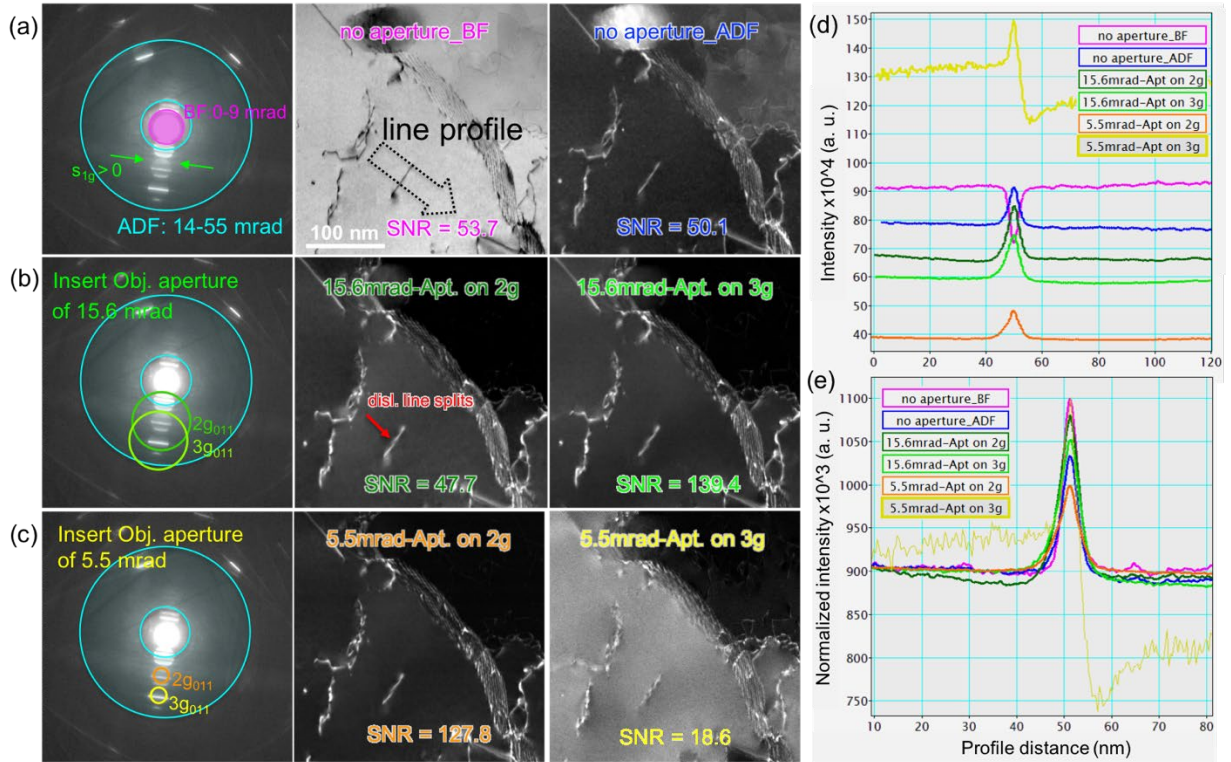 (a)
BF:0-9 mrad
s1g > 0
ADF: 14-55 mrad
no aperture_BF
line profile
100 nm
SNR = 53.7
no aperture_ADF
SNR = 50.1
(b)
Insert Obj. aperture
of 15.6 mrad
2g011
3g011
15.6mrad-Apt. on 2g
disl. line splits
SNR = 47.7
15.6mrad-Apt. on 3g
SNR = 139.4
(c)
Insert Obj. aperture
of 5.5 mrad
2g011
3g011
5.5mrad-Apt. on 2g
SNR = 127.8
5.5mrad-Apt. on 3g
SNR = 18.6
(d)
Intensity x10^4 (a. u.)
150
140
130
120
110
100
90
80
70
60
50
40
no aperture_BF
no aperture_ADF
15.6mrad-Apt on 2g
15.6mrad-Apt on 3g
5.5mrad-Apt on 2g
5.5mrad-Apt on 3g
0 20 40 60 80 100 120
(e)
Normalized intensity x10^3 (a. u.)
1100
1050
1000
950
900
850
800
750
no aperture_BF
no aperture_ADF
15.6mrad-Apt on 2g
15.6mrad-Apt on 3g
5.5mrad-Apt on 2g
5.5mrad-Apt on 3g
10 20 30 40 50 60 70 80
Profile distance (nm)